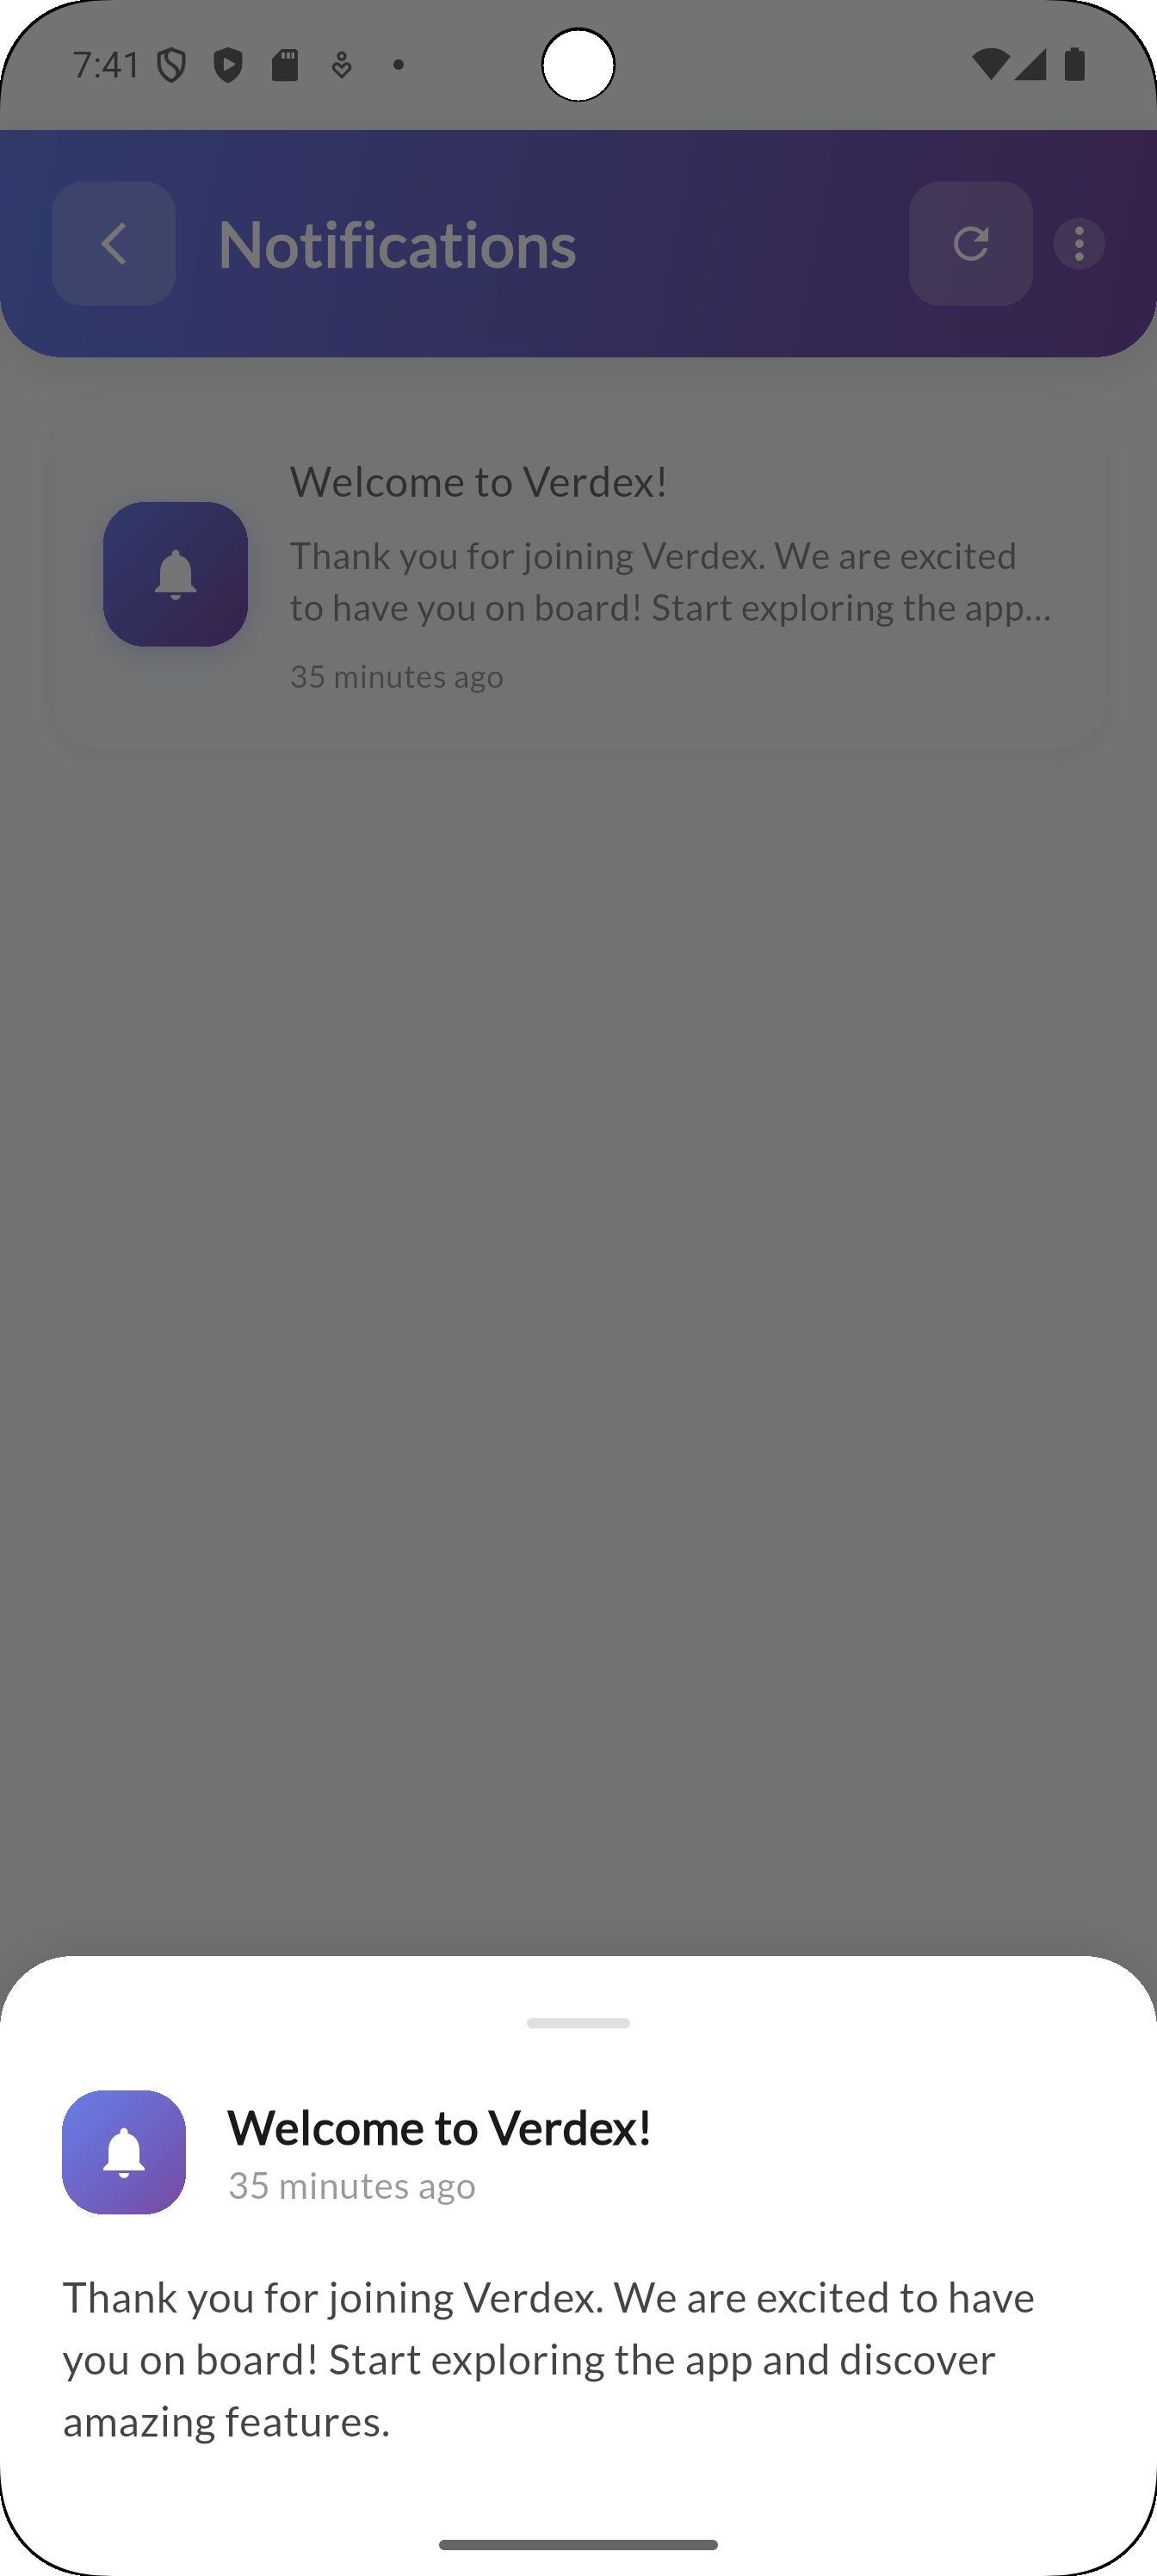 7:41
Notifications
Welcome to Verdex!
Thank you for joining Verdex. We are excited
to have you on board! Start exploring the app...
35 minutes ago
Welcome to Verdex!
35 minutes ago
Thank you for joining Verdex. We are excited to have
you on board! Start exploring the app and discover
amazing features.